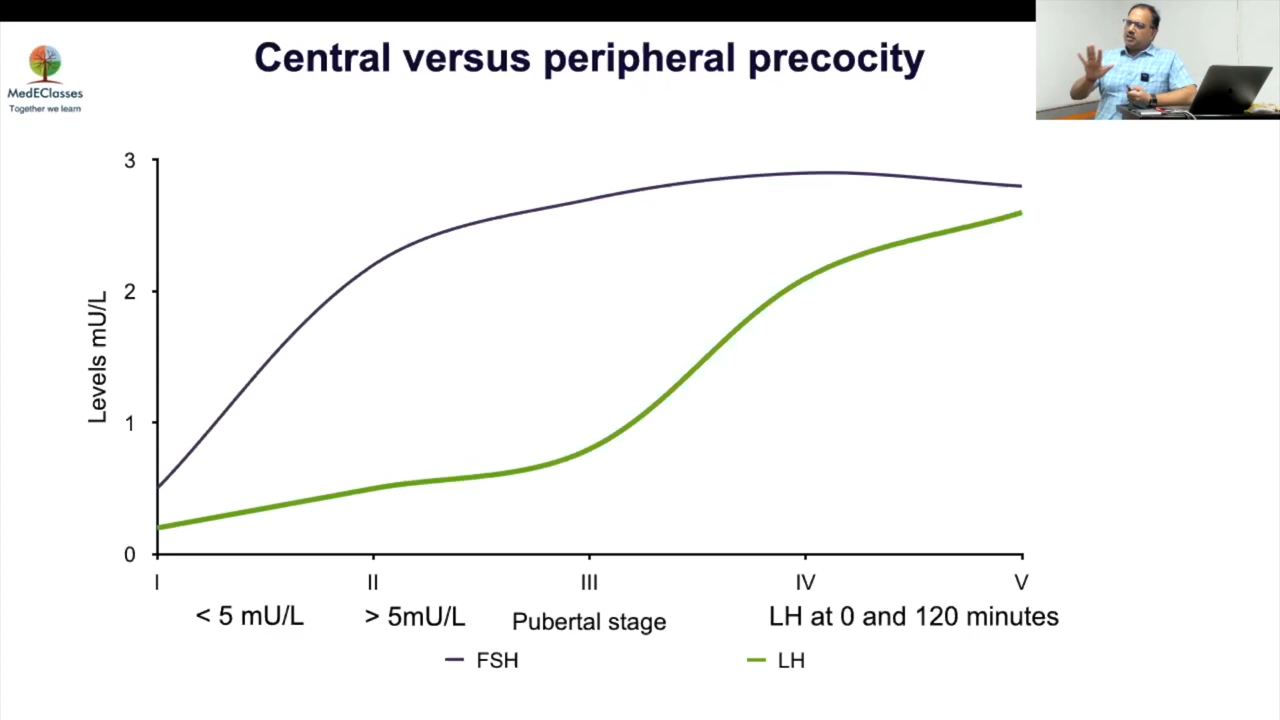 Central versus peripheral precocity
MedEClasses
Together we learn
3
2
1
0
Levels mU/L
I II III IV V
< 5 mU/L > 5mU/L Pubertal stage LH at 0 and 120 minutes
FSH LH